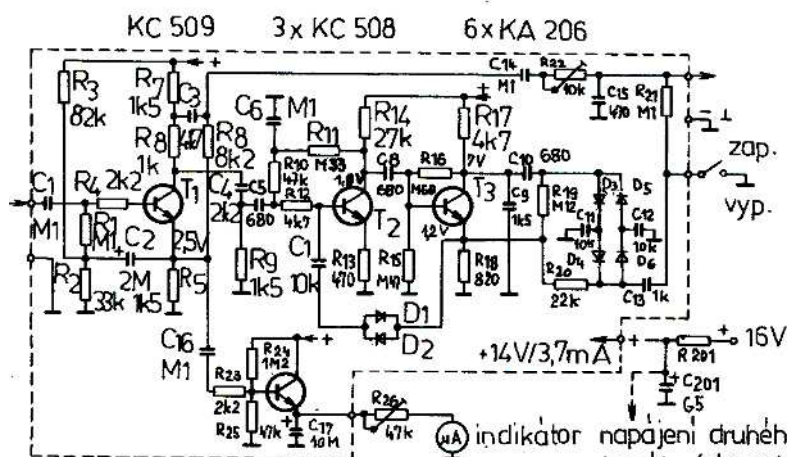 KC 509 3 x KC 508 6x KA 206
R3
82k
R7
1k5
C3
4k7
R8
1k
R8
8k2
C6
M1
R11
M33
R14
27k
R17
4k7
C14
M1
R22
10k
C15
470
R21
M1
+
⊥
C1
M1
R4
2k2
R1
M1
T1
C4
2k2
C5
680
R10
47k
R12
4k7
1,8V
C8
680
R16
M68
7V
C10
680
T2
T3
C9
1k5
R19
M12
D3
D5
zap.
vyp.
C2
2M
2,5V
R2
33k
1k5
R5
R9
1k5
C1
10k
R13
470
R15
M47
1,2V
R18
820
C11
10k
D4
C12
10k
D6
R20
22k
C13
1k
D1
D2
C16
M1
R24
1M2
R23
2k2
R25
47k
C17
10M
R26
47k
+14V/3,7mA
+
R201
+
16V
C201
G5
µA
indikátor napájení druhéh